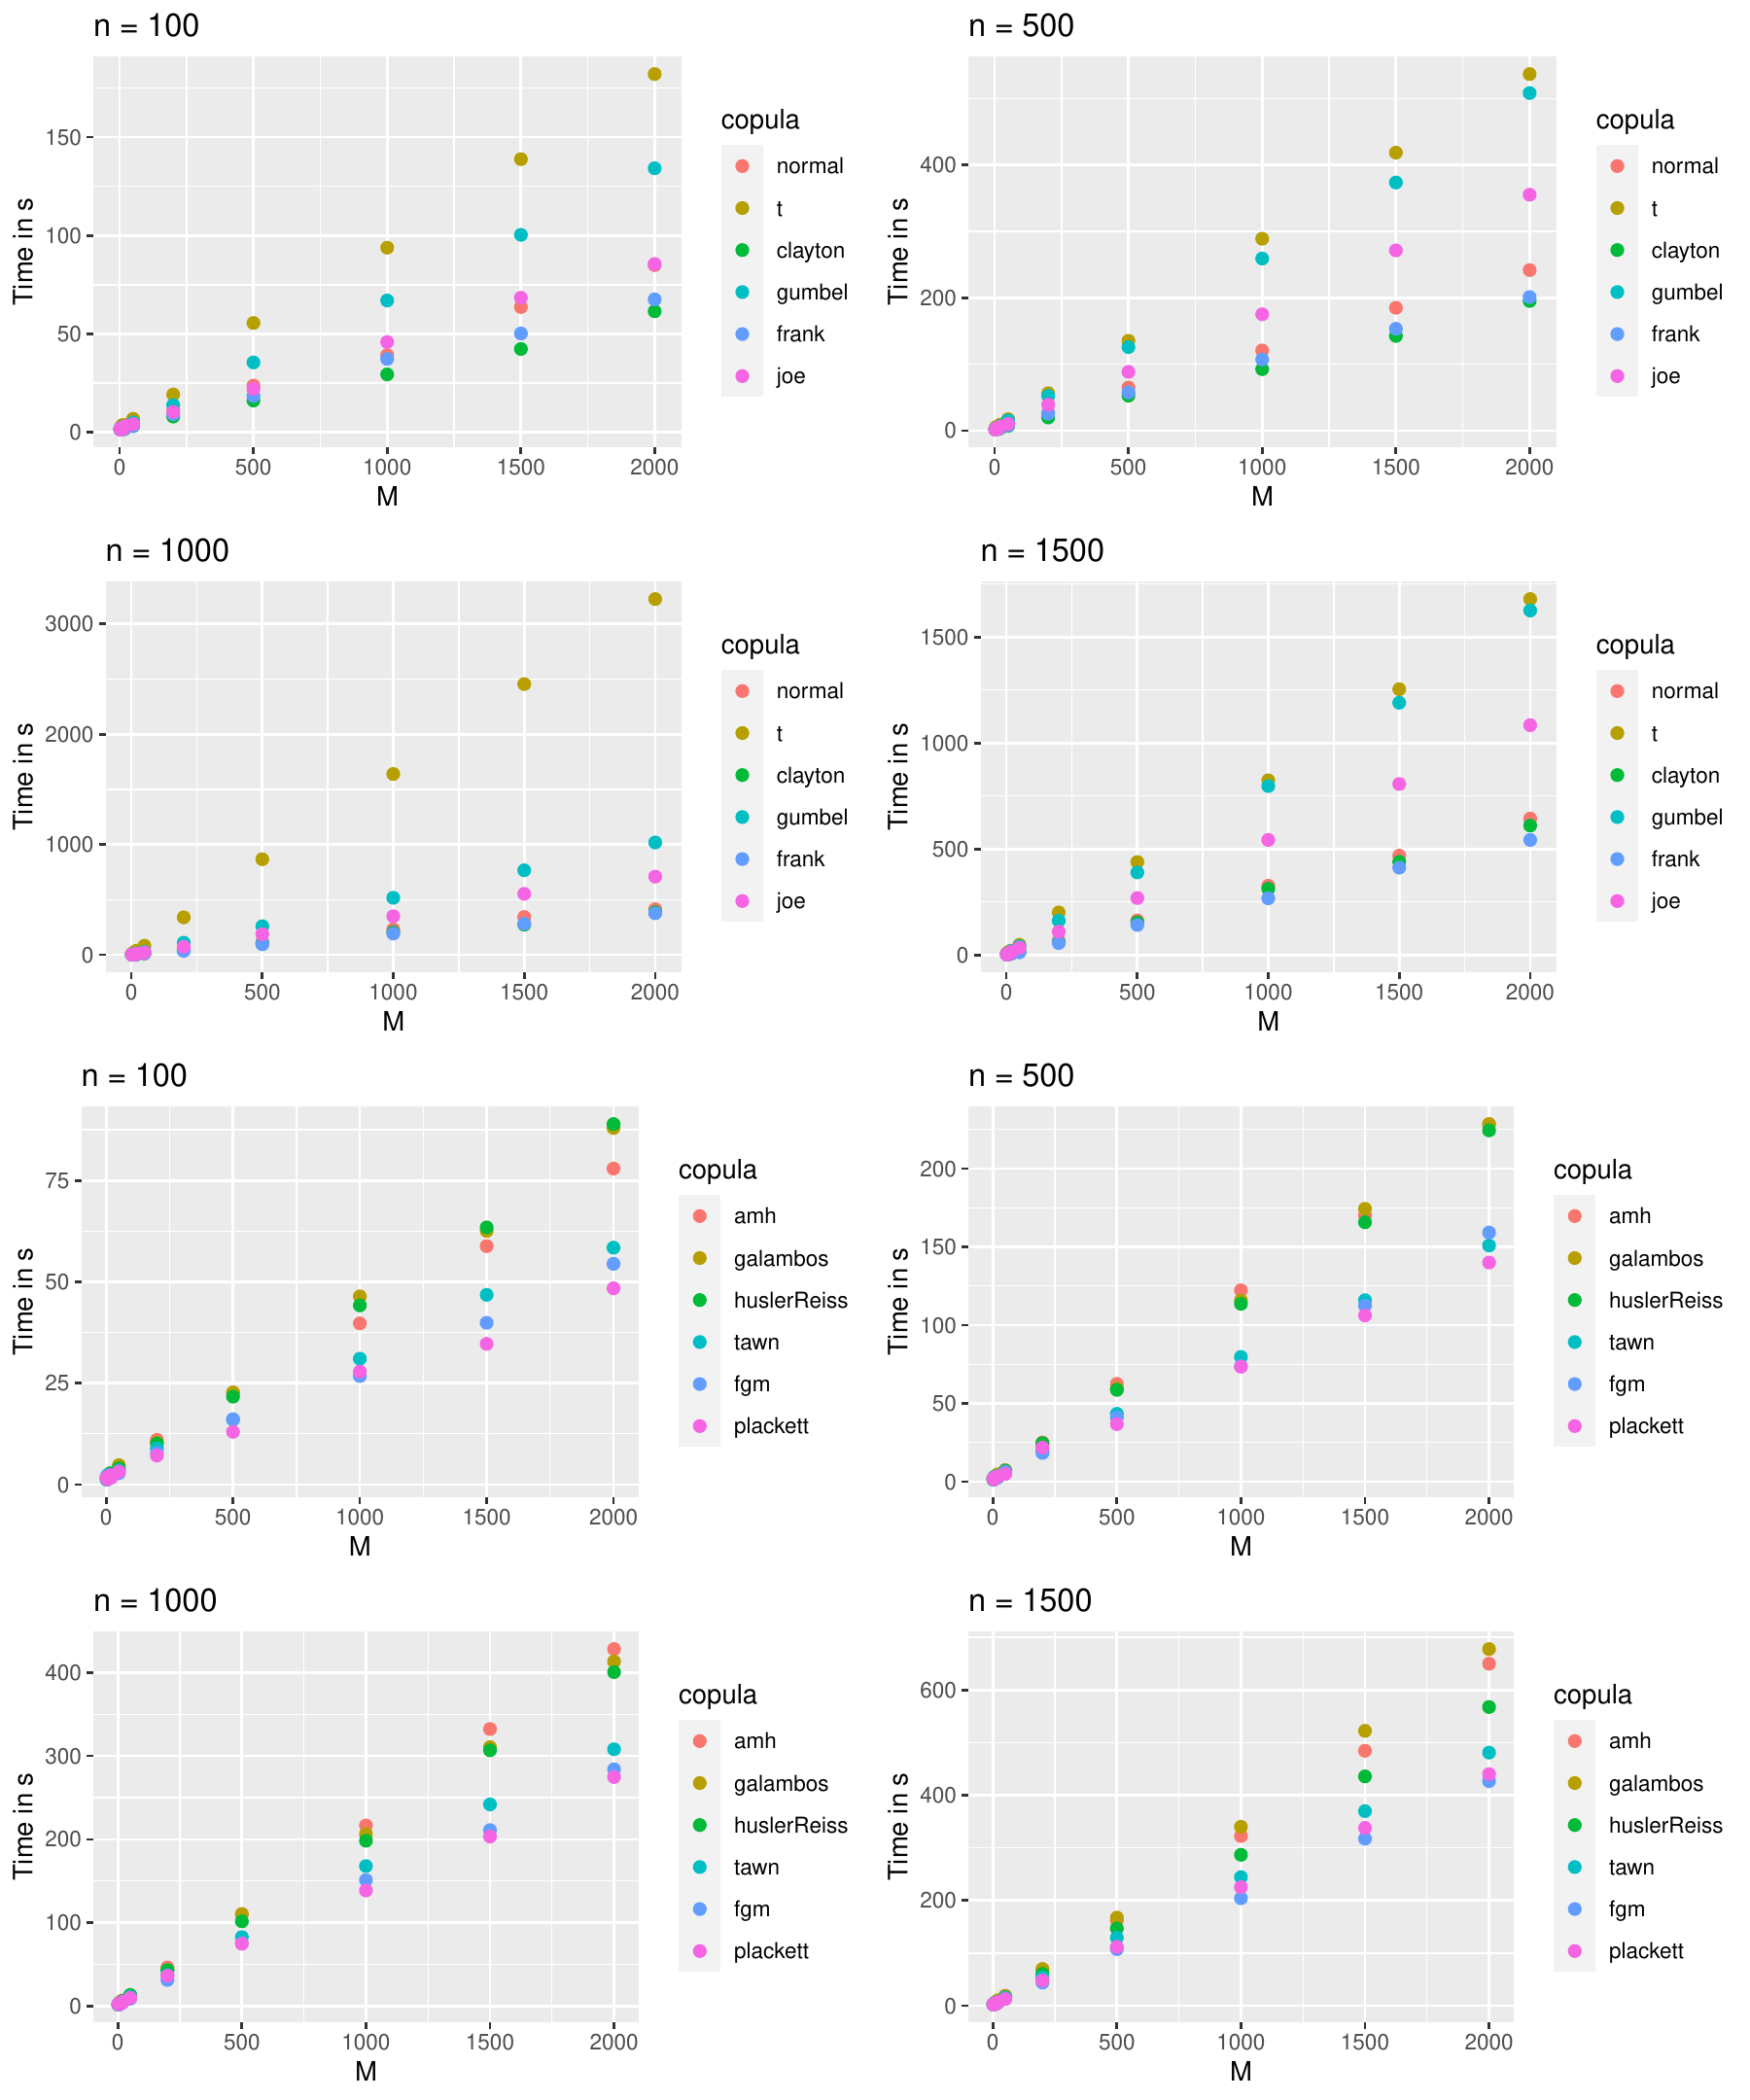 n = 100
150
100
50
0
Time in s
0 500 1000 1500 2000
M
copula
normal
t
clayton
gumbel
frank
joe
n = 500
400
200
0
Time in s
0 500 1000 1500 2000
M
copula
normal
t
clayton
gumbel
frank
joe
n = 1000
3000
2000
1000
0
Time in s
0 500 1000 1500 2000
M
copula
normal
t
clayton
gumbel
frank
joe
n = 1500
1500
1000
500
0
Time in s
0 500 1000 1500 2000
M
copula
normal
t
clayton
gumbel
frank
joe
n = 100
75
50
25
0
Time in s
0 500 1000 1500 2000
M
copula
amh
galambos
huslerReiss
tawn
fgm
plackett
n = 500
200
150
100
50
0
Time in s
0 500 1000 1500 2000
M
copula
amh
galambos
huslerReiss
tawn
fgm
plackett
n = 1000
400
300
200
100
0
Time in s
0 500 1000 1500 2000
M
copula
amh
galambos
huslerReiss
tawn
fgm
plackett
n = 1500
600
400
200
0
Time in s
0 500 1000 1500 2000
M
copula
amh
galambos
huslerReiss
tawn
fgm
plackett